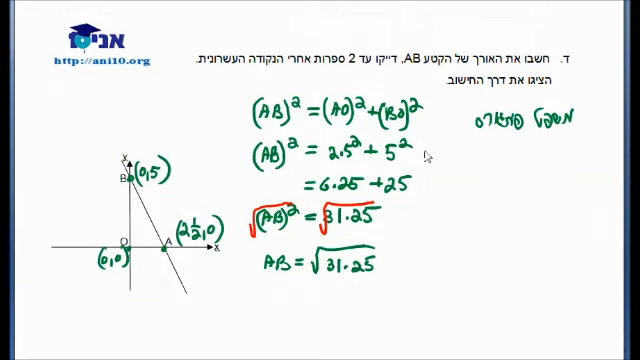 אני10
http://ani10.org
ד. חשבו את האורך של הקטע AB, דייקו עד 2 ספרות אחרי הנקודה העשרונית.
הציגו את דרך החישוב.
משפט פיתגורס
(AB)² = (AO)² + (BO)²
(AB)² = 2.5² + 5²
= 6.25 + 25
√(AB)² = √31.25
AB = √31.25
x
B (0,5)
(2½,0)
O A x
(0,0)